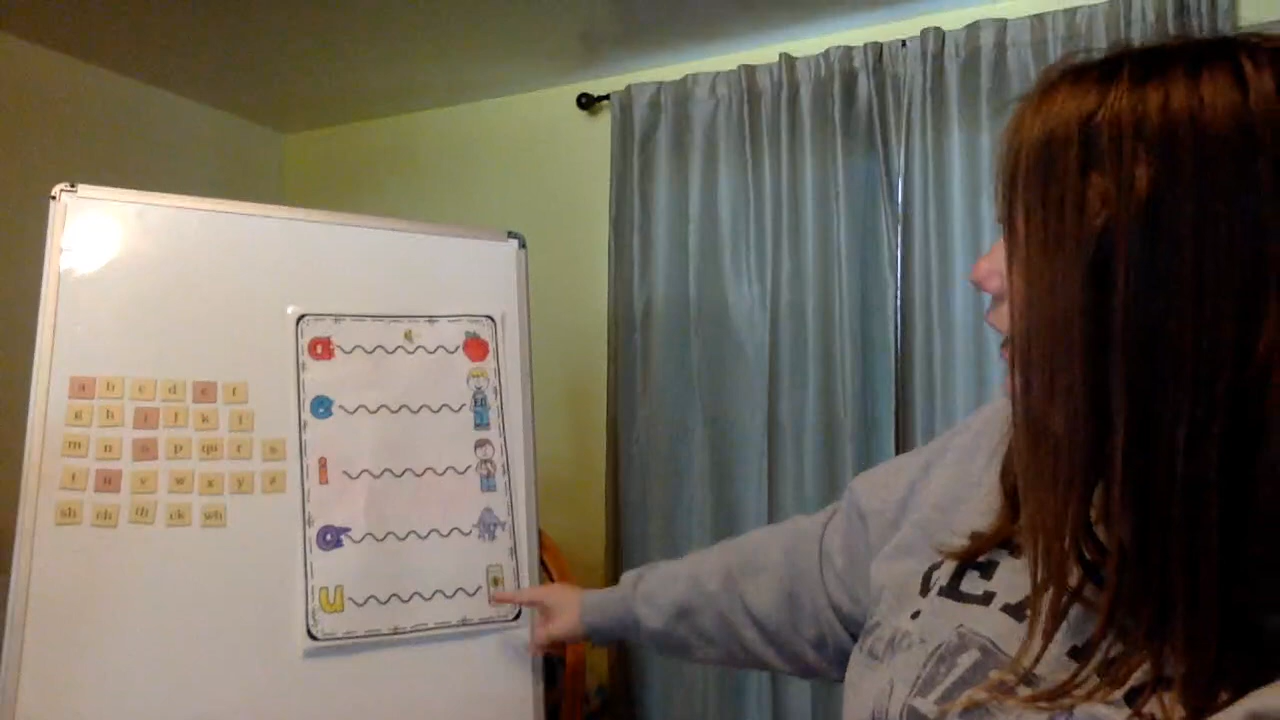 a b c d e f
g h i j k l
m n o p qu r s
t u v w x y z
sh ch th ck wh
a
e
i
o
u